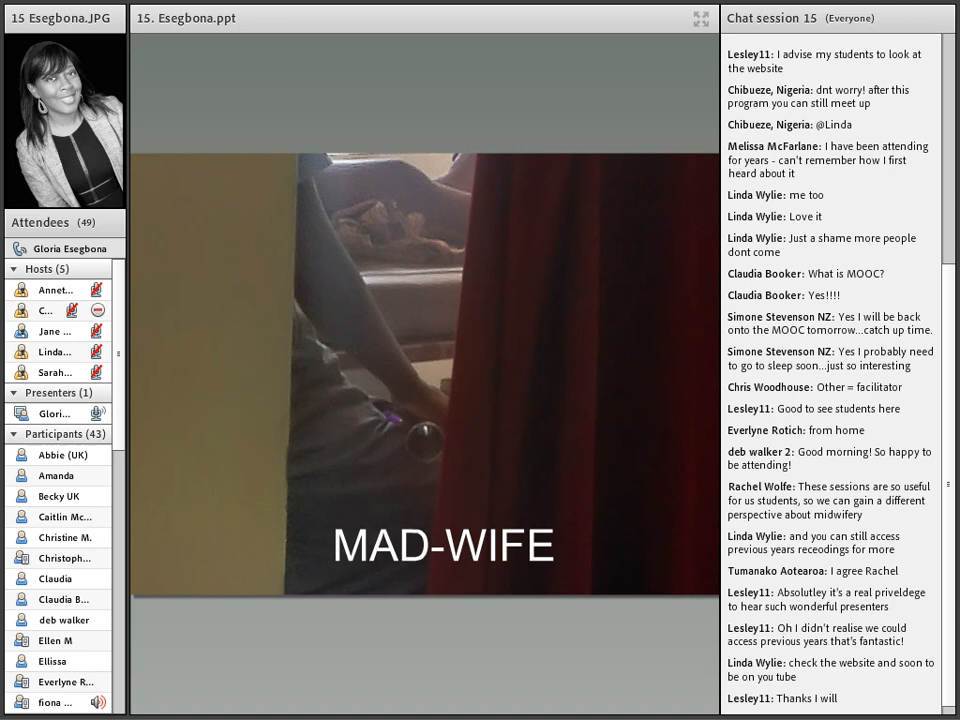 15 Esegbona.JPG
Attendees (49)
Gloria Esegbona
Hosts (5)
Annet...
C...
Jane ...
Linda...
Sarah...
Presenters (1)
Glori...
Participants (43)
Abbie (UK)
Amanda
Becky UK
Caitlin Mc...
Christine M.
Christoph...
Claudia
Claudia B...
deb walker
Ellen M
Ellissa
Everlyne R...
fiona ...
15. Esegbona.ppt
MAD-WIFE
Chat session 15 (Everyone)
Lesley11: I advise my students to look at
the website
Chibueze, Nigeria: dnt worry! after this
program you can still meet up
Chibueze, Nigeria: @Linda
Melissa McFarlane: I have been attending
for years - can't remember how I first
heard about it
Linda Wylie: me too
Linda Wylie: Love it
Linda Wylie: Just a shame more people
dont come
Claudia Booker: What is MOOC?
Claudia Booker: Yes!!!!
Simone Stevenson NZ: Yes I will be back
onto the MOOC tomorrow...catch up time.
Simone Stevenson NZ: Yes I probably need
to go to sleep soon...just so interesting
Chris Woodhouse: Other = facilitator
Lesley11: Good to see students here
Everlyne Rotich: from home
deb walker 2: Good morning! So happy to
be attending!
Rachel Wolfe: These sessions are so useful
for us students, so we can gain a different
perspective about midwifery
Linda Wylie: and you can still access
previous years receodings for more
Tumanako Aotearoa: I agree Rachel
Lesley11: Absolutley it's a real priveldege
to hear such wonderful presenters
Lesley11: Oh I didn't realise we could
access previous years that's fantastic!
Linda Wylie: check the website and soon to
be on you tube
Lesley11: Thanks I will